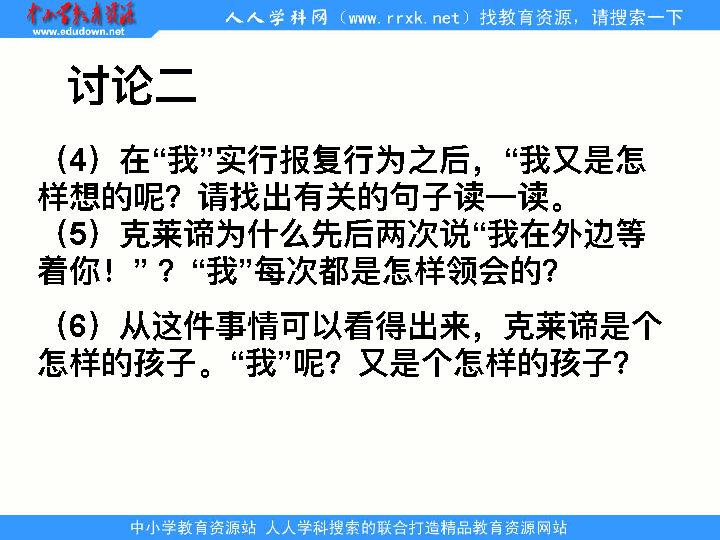 中小学教育资源
www.edudown.net
人人学科网（www.rrxk.net）找教育资源，请搜索一下
讨论二
（4）在“我”实行报复行为之后，“我又是怎
样想的呢？请找出有关的句子读一读。
（5）克莱谛为什么先后两次说“我在外边等
着你！” ？“我”每次都是怎样领会的？
（6）从这件事情可以看得出来，克莱谛是个
怎样的孩子。“我”呢？又是个怎样的孩子？
中小学教育资源站 人人学科搜索的联合打造精品教育资源网站